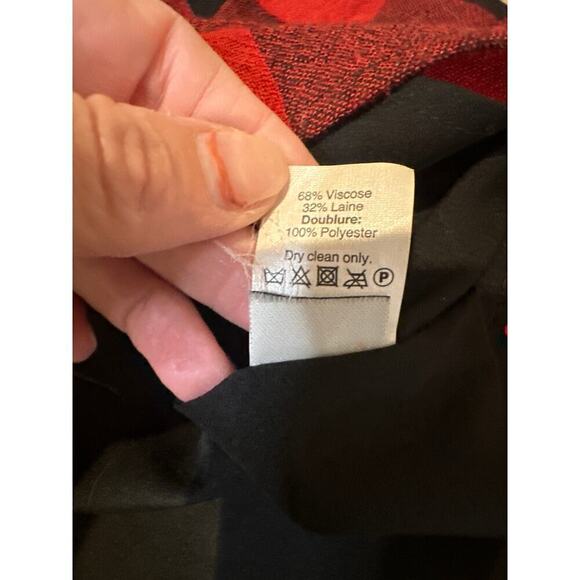 68% Viscose
32% Laine
Doublure:
100% Polyester
Dry clean only.
P